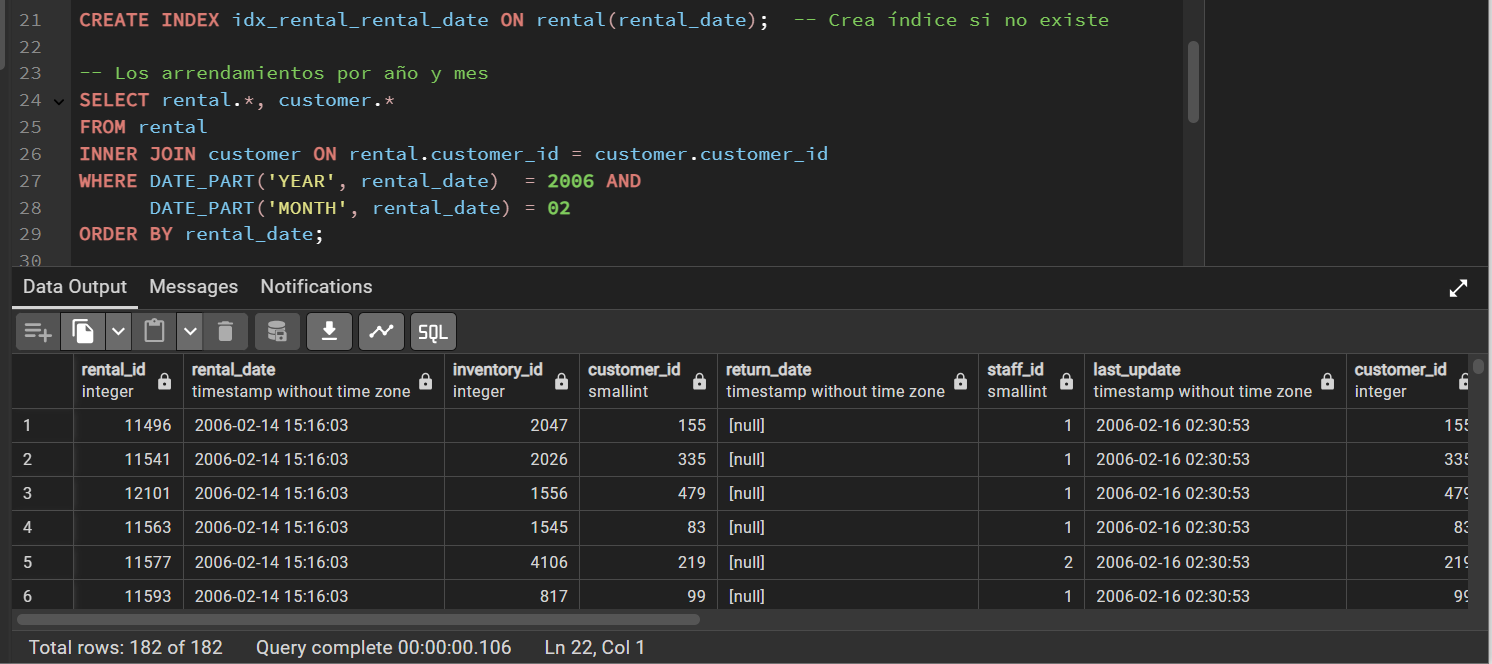 21 CREATE INDEX idx_rental_rental_date ON rental(rental_date);  -- Crea índice si no existe
22
23 -- Los arrendamientos por año y mes
24 SELECT rental.*, customer.*
25 FROM rental
26 INNER JOIN customer ON rental.customer_id = customer.customer_id
27 WHERE DATE_PART('YEAR', rental_date)  = 2006 AND
28       DATE_PART('MONTH', rental_date) = 02
29 ORDER BY rental_date;
30
Data Output Messages Notifications
SQL
rental_id rental_date inventory_id customer_id return_date staff_id last_update customer_id
integer timestamp without time zone integer smallint timestamp without time zone smallint timestamp without time zone integer
1 11496 2006-02-14 15:16:03 2047 155 [null] 1 2006-02-16 02:30:53 155
2 11541 2006-02-14 15:16:03 2026 335 [null] 1 2006-02-16 02:30:53 335
3 12101 2006-02-14 15:16:03 1556 479 [null] 1 2006-02-16 02:30:53 479
4 11563 2006-02-14 15:16:03 1545 83 [null] 1 2006-02-16 02:30:53 83
5 11577 2006-02-14 15:16:03 4106 219 [null] 2 2006-02-16 02:30:53 219
6 11593 2006-02-14 15:16:03 817 99 [null] 1 2006-02-16 02:30:53 99
Total rows: 182 of 182 Query complete 00:00:00.106 Ln 22, Col 1